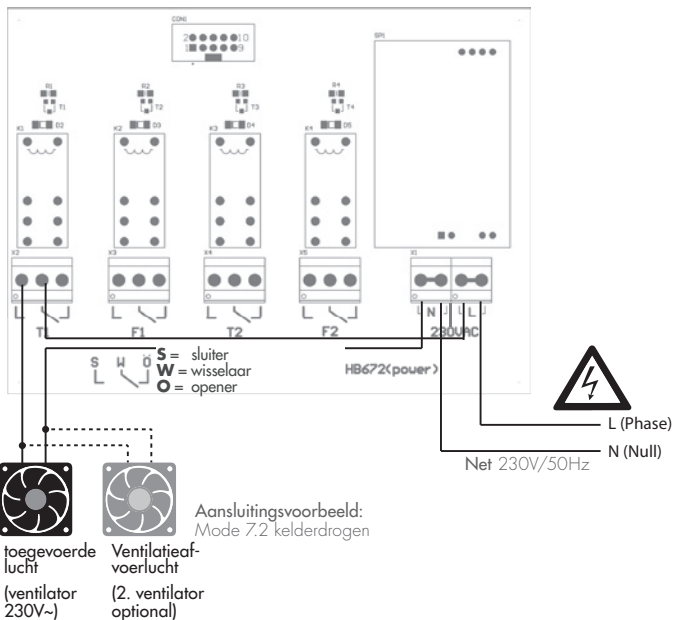 CON1
2 10
1 9
SP1
R1 R2 R3 R4
T1 T2 T3 T4
D2 D3 D4 D5
K1 K2 K3 K4
X2 X3 X4 X5 X1
N L
T1 F1 T2 F2 230VAC
S W Ö
S = sluiter
W = wisselaar
O = opener
HB672(power)
L (Phase)
N (Null)
Net 230V/50Hz
Aansluitingsvoorbeeld:
Mode 7.2 kelderdrogen
toegevoerde
lucht
(ventilator
230V~)
Ventilatieaf-
voerlucht
(2. ventilator
optional)